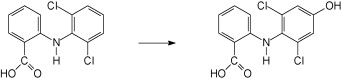 OH
Cl Cl
N N
H Cl H Cl
C C
HO O HO O